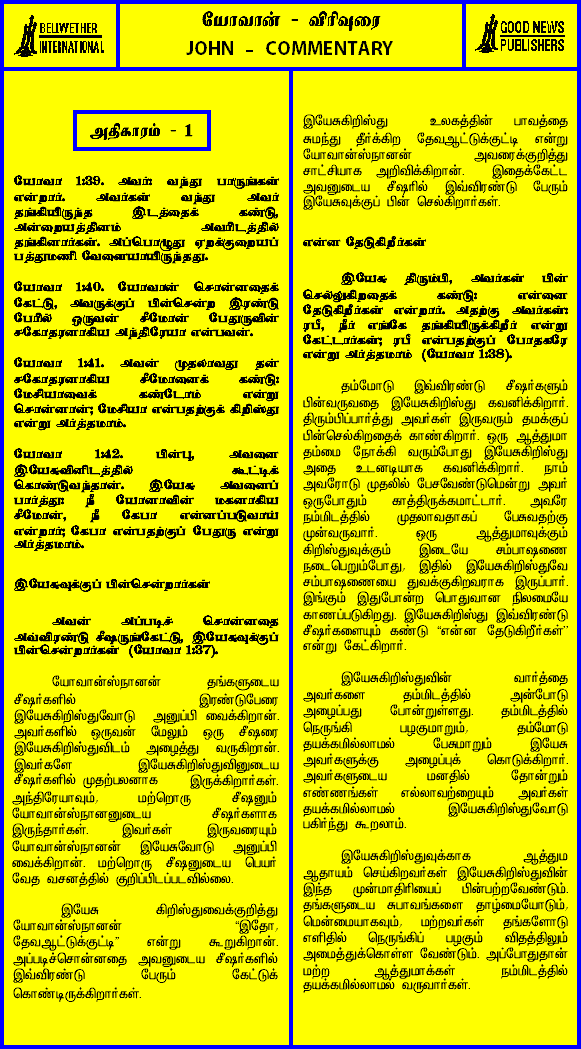 BELLWETHER
INTERNATIONAL
யோவான் - விரிவுரை
JOHN - COMMENTARY
GOOD NEWS
PUBLISHERS
அதிகாரம் - 1
யோவா 1:39. அவர்: வந்து பாருங்கள்
என்றார். அவர்கள் வந்து அவர்
தங்கியிருந்த இடத்தைக் கண்டு,
அன்றையத்தினம் அவரிடத்தில்
தங்கினார்கள். அப்பொழுது ஏறக்குறையப்
பத்துமணி வேளையாயிருந்தது.
யோவா 1:40. யோவான் சொன்னதைக்
கேட்டு, அவருக்குப் பின்சென்ற இரண்டு
பேரில் ஒருவன் சீமோன் பேதுருவின்
சகோதரனாகிய அந்திரேயா என்பவன்.
யோவா 1:41. அவன் முதலாவது தன்
சகோதரனாகிய சீமோனைக் கண்டு:
மேசியாவைக் கண்டோம் என்று
சொன்னான்; மேசியா என்பதற்குக் கிறிஸ்து
என்று அர்த்தமாம்.
யோவா 1:42. பின்பு, அவனை
இயேசுவினிடத்தில் கூட்டிக்
கொண்டுவந்தான். இயேசு அவனைப்
பார்த்து: நீ யோனாவின் மகனாகிய
சீமோன், நீ கேபா என்னப்படுவாய்
என்றார்; கேபா என்பதற்குப் பேதுரு என்று
அர்த்தமாம்.
இயேசுவுக்குப் பின்சென்றார்கள்
அவன் அப்படிச் சொன்னதை
அவ்விரண்டு சீஷருங்கேட்டு, இயேசுவுக்குப்
பின்சென்றார்கள் (யோவா 1:37).
யோவான்ஸ்நானன் தங்களுடைய
சீஷர்களில் இரண்டுபேரை
இயேசுகிறிஸ்துவோடு அனுப்பி வைக்கிறான்.
அவர்களில் ஒருவன் மேலும் ஒரு சீஷரை
இயேசுகிறிஸ்துவிடம் அழைத்து வருகிறான்.
இவர்களே இயேசுகிறிஸ்துவினுடைய
சீஷர்களில் முதற்பலனாக இருக்கிறார்கள்.
அந்திரேயாவும், மற்றொரு சீஷனும்
யோவான்ஸ்நானனுடைய சீஷர்களாக
இருந்தார்கள். இவர்கள் இருவரையும்
யோவான்ஸ்நானன் இயேசுவோடு அனுப்பி
வைக்கிறான். மற்றொரு சீஷனுடைய பெயர்
வேத வசனத்தில் குறிப்பிடப்படவில்லை.
இயேசு கிறிஸ்துவைக்குறித்து
யோவான்ஸ்நானன் "இதோ,
தேவஆட்டுக்குட்டி" என்று கூறுகிறான்.
அப்படிச்சொன்னதை அவனுடைய சீஷர்களில்
இவ்விரண்டு பேரும் கேட்டுக்
கொண்டிருக்கிறார்கள்.
இயேசுகிறிஸ்து உலகத்தின் பாவத்தை
சுமந்து தீர்க்கிற தேவஆட்டுக்குட்டி என்று
யோவான்ஸ்நானன் அவரைக்குறித்து
சாட்சியாக அறிவிக்கிறான். இதைக்கேட்ட
அவனுடைய சீஷரில் இவ்விரண்டு பேரும்
இயேசுவுக்குப் பின் செல்கிறார்கள்.
என்ன தேடுகிறீர்கள்
இயேசு திரும்பி, அவர்கள் பின்
செல்லுகிறதைக் கண்டு: என்னை
தேடுகிறீர்கள் என்றார். அதற்கு அவர்கள்:
ரபி, நீர் எங்கே தங்கியிருக்கிறீர் என்று
கேட்டார்கள்; ரபி என்பதற்குப் போதகரே
என்று அர்த்தமாம் (யோவா 1:38).
தம்மோடு இவ்விரண்டு சீஷர்களும்
பின்வருவதை இயேசுகிறிஸ்து கவனிக்கிறார்.
திரும்பிப்பார்த்து அவர்கள் இருவரும் தமக்குப்
பின்செல்கிறதைக் காண்கிறார். ஒரு ஆத்துமா
தம்மை நோக்கி வரும்போது இயேசுகிறிஸ்து
அதை உடனடியாக கவனிக்கிறார். நாம்
அவரோடு முதலில் பேசவேண்டுமென்று அவர்
ஒருபோதும் காத்திருக்கமாட்டார். அவரே
நம்மிடத்தில் முதலாவதாகப் பேசுவதற்கு
முன்வருவார். ஒரு ஆத்துமாவுக்கும்
கிறிஸ்துவுக்கும் இடையே சம்பாஷணை
நடைபெறும்போது, இதில் இயேசுகிறிஸ்துவே
சம்பாஷணையை துவக்குகிறவராக இருப்பார்.
இங்கும் இதுபோன்ற பொதுவான நிலமையே
காணப்படுகிறது. இயேசுகிறிஸ்து இவ்விரண்டு
சீஷர்களையும் கண்டு "என்ன தேடுகிறீர்கள்"
என்று கேட்கிறார்.
இயேசுகிறிஸ்துவின் வார்த்தை
அவர்களை தம்மிடத்தில் அன்போடு
அழைப்பது போன்றுள்ளது. தம்மிடத்தில்
நெருங்கி பழகுமாறும், தம்மோடு
தயக்கமில்லாமல் பேசுமாறும் இயேசு
அவர்களுக்கு அழைப்புக் கொடுக்கிறார்.
அவர்களுடைய மனதில் தோன்றும்
எண்ணங்கள் எல்லாவற்றையும் அவர்கள்
தயக்கமில்லாமல் இயேசுகிறிஸ்துவோடு
பகிர்ந்து கூறலாம்.
இயேசுகிறிஸ்துவுக்காக ஆத்தும
ஆதாயம் செய்கிறவர்கள் இயேசுகிறிஸ்துவின்
இந்த முன்மாதிரியைப் பின்பற்றவேண்டும்.
தங்களுடைய சுபாவங்களை தாழ்மையோடும்,
மென்மையாகவும், மற்றவர்கள் தங்களோடு
எளிதில் நெருங்கிப் பழகும் விதத்திலும்
அமைத்துக்கொள்ள வேண்டும். அப்போதுதான்
மற்ற ஆத்துமாக்கள் நம்மிடத்தில்
தயக்கமில்லாமல் வருவார்கள்.